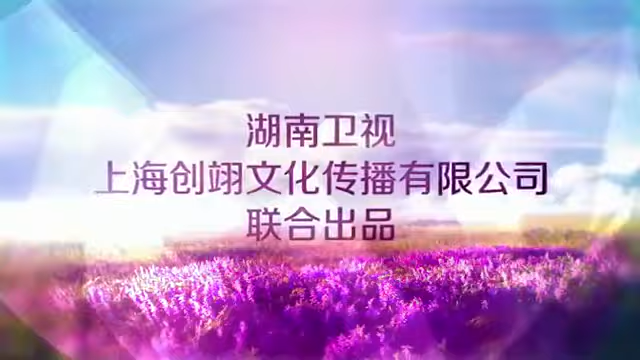 湖南卫视
上海创翊文化传播有限公司
联合出品